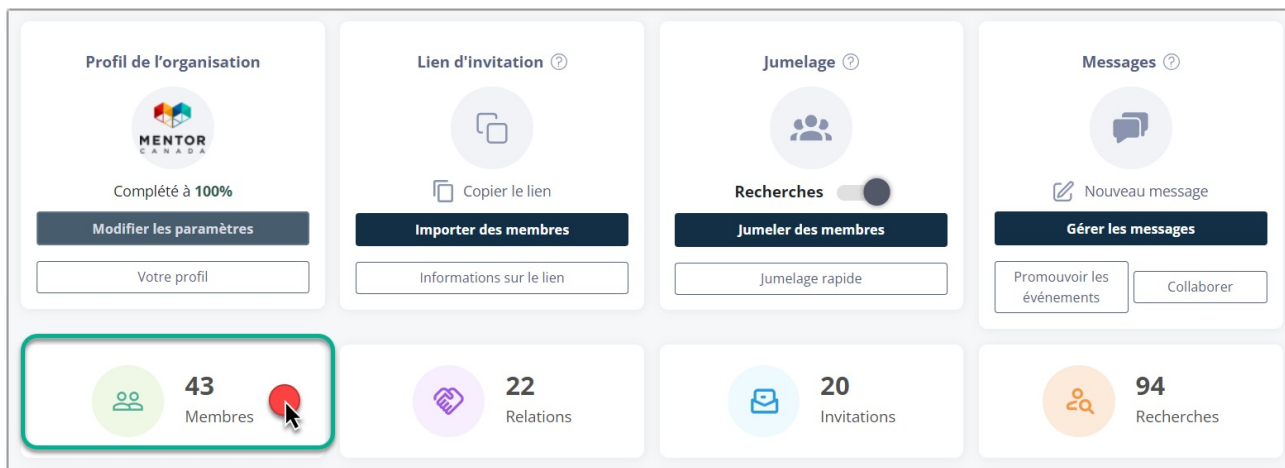 Profil de l’organisation
MENTOR
CANADA
Complété à 100%
Modifier les paramètres
Votre profil
Lien d'invitation ?
Copier le lien
Importer des membres
Informations sur le lien
Jumelage ?
Recherches
Jumeler des membres
Jumelage rapide
Messages ?
Nouveau message
Gérer les messages
Promouvoir les
événements
Collaborer
43
Membres
22
Relations
20
Invitations
94
Recherches